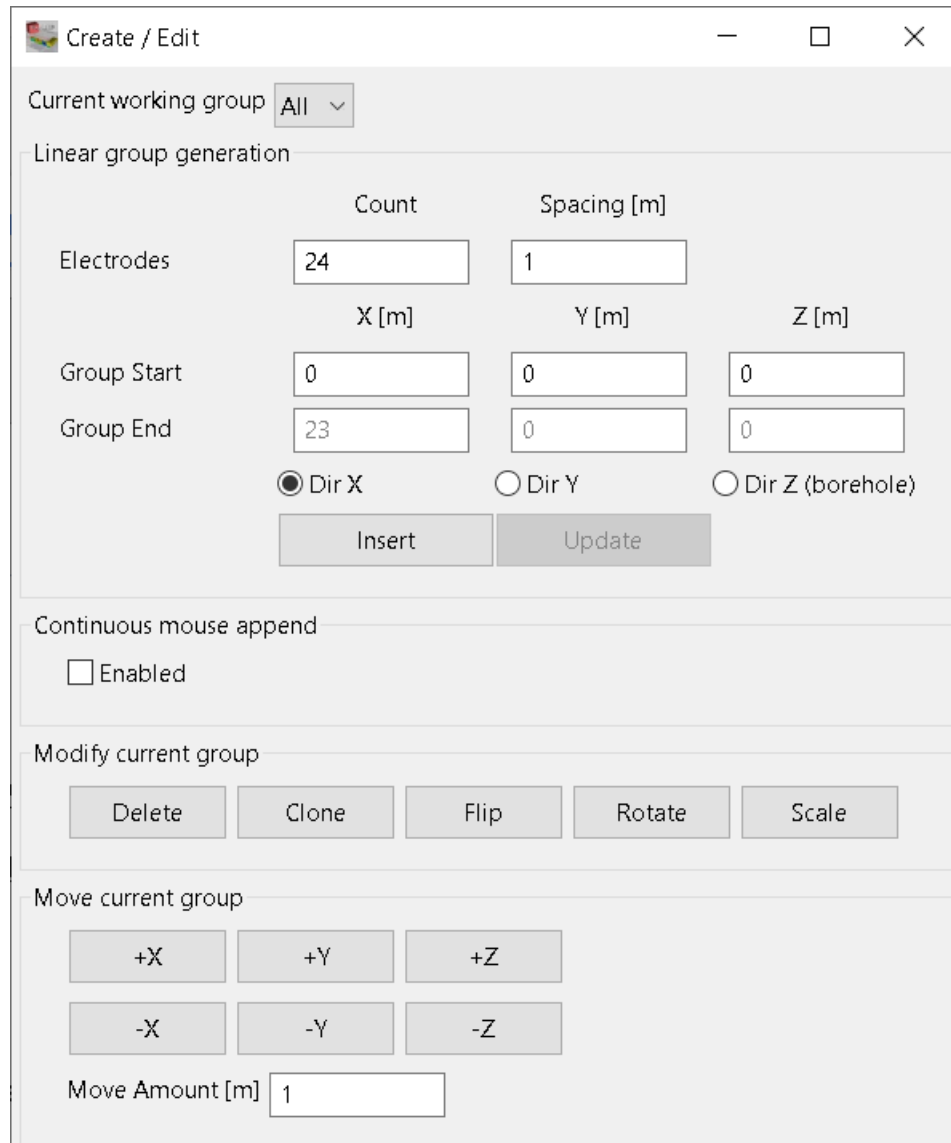 Create / Edit
Current working group All
Linear group generation
Count Spacing [m]
Electrodes 24 1
X [m] Y [m] Z [m]
Group Start 0 0 0
Group End 23 0 0
Dir X Dir Y Dir Z (borehole)
Insert Update
Continuous mouse append
Enabled
Modify current group
Delete Clone Flip Rotate Scale
Move current group
+X +Y +Z
-X -Y -Z
Move Amount [m] 1